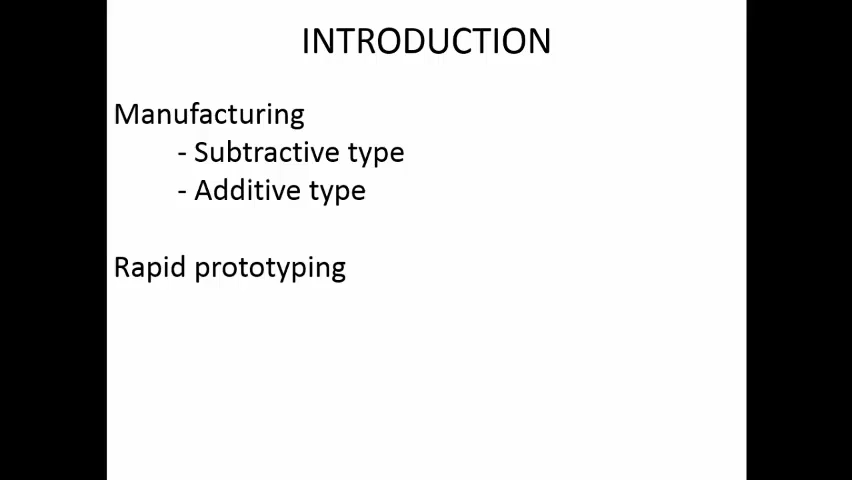 INTRODUCTION
Manufacturing
- Subtractive type
- Additive type
Rapid prototyping